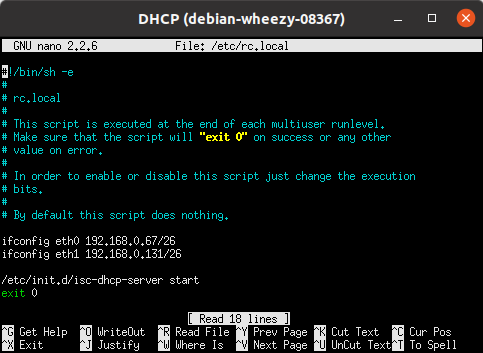 DHCP (debian-wheezy-08367)
GNU nano 2.2.6 File: /etc/rc.local
#!/bin/sh -e
#
# rc.local
#
# This script is executed at the end of each multiuser runlevel.
# Make sure that the script will "exit 0" on success or any other
# value on error.
#
# In order to enable or disable this script just change the execution
# bits.
#
# By default this script does nothing.
ifconfig eth0 192.168.0.67/26
ifconfig eth1 192.168.0.131/26
/etc/init.d/isc-dhcp-server start
exit 0
[ Read 18 lines ]
^G Get Help ^O WriteOut ^R Read File ^Y Prev Page ^K Cut Text ^C Cur Pos
^X Exit ^J Justify ^W Where Is ^V Next Page ^U UnCut Text ^T To Spell